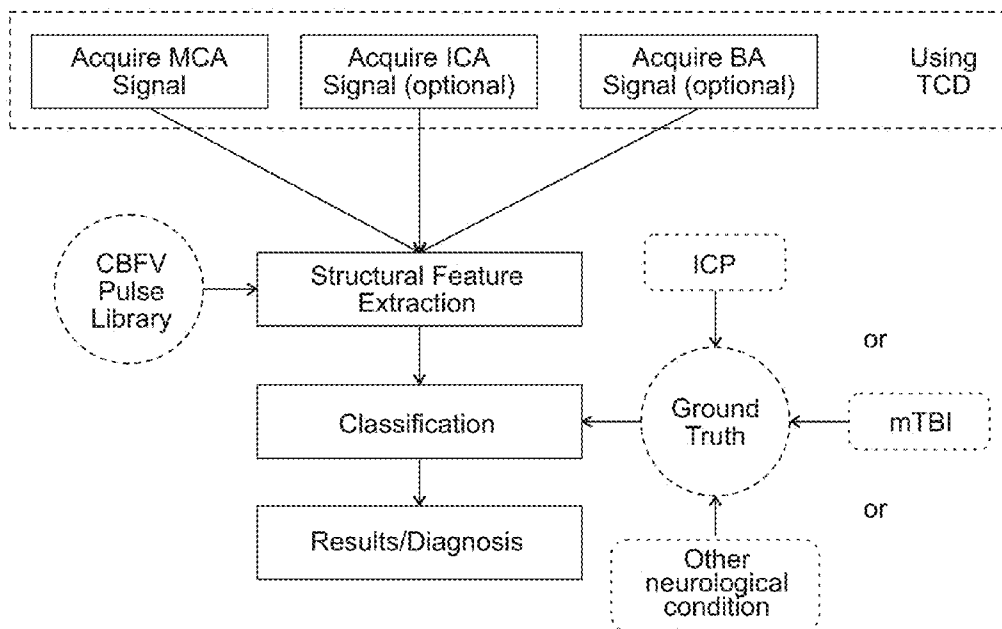 Acquire MCA
Signal
Acquire ICA
Signal (optional)
Acquire BA
Signal (optional)
Using
TCD
CBFV
Pulse
Library
Structural Feature
Extraction
ICP
or
Classification
Ground
Truth
mTBI
or
Results/Diagnosis
Other
neurological
condition